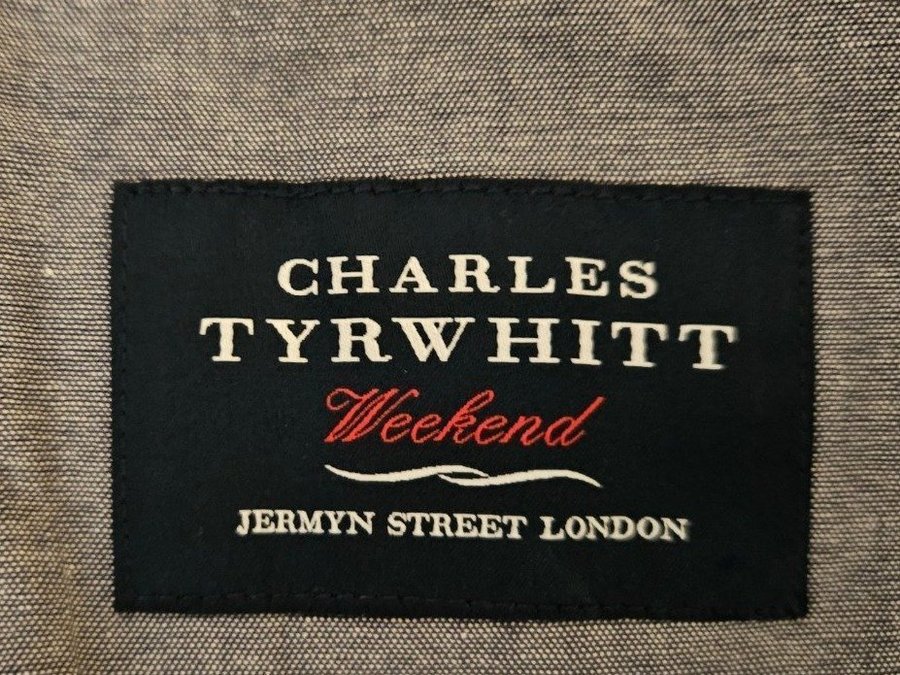 CHARLES
TYRWHITT
Weekend
JERMYN STREET LONDON